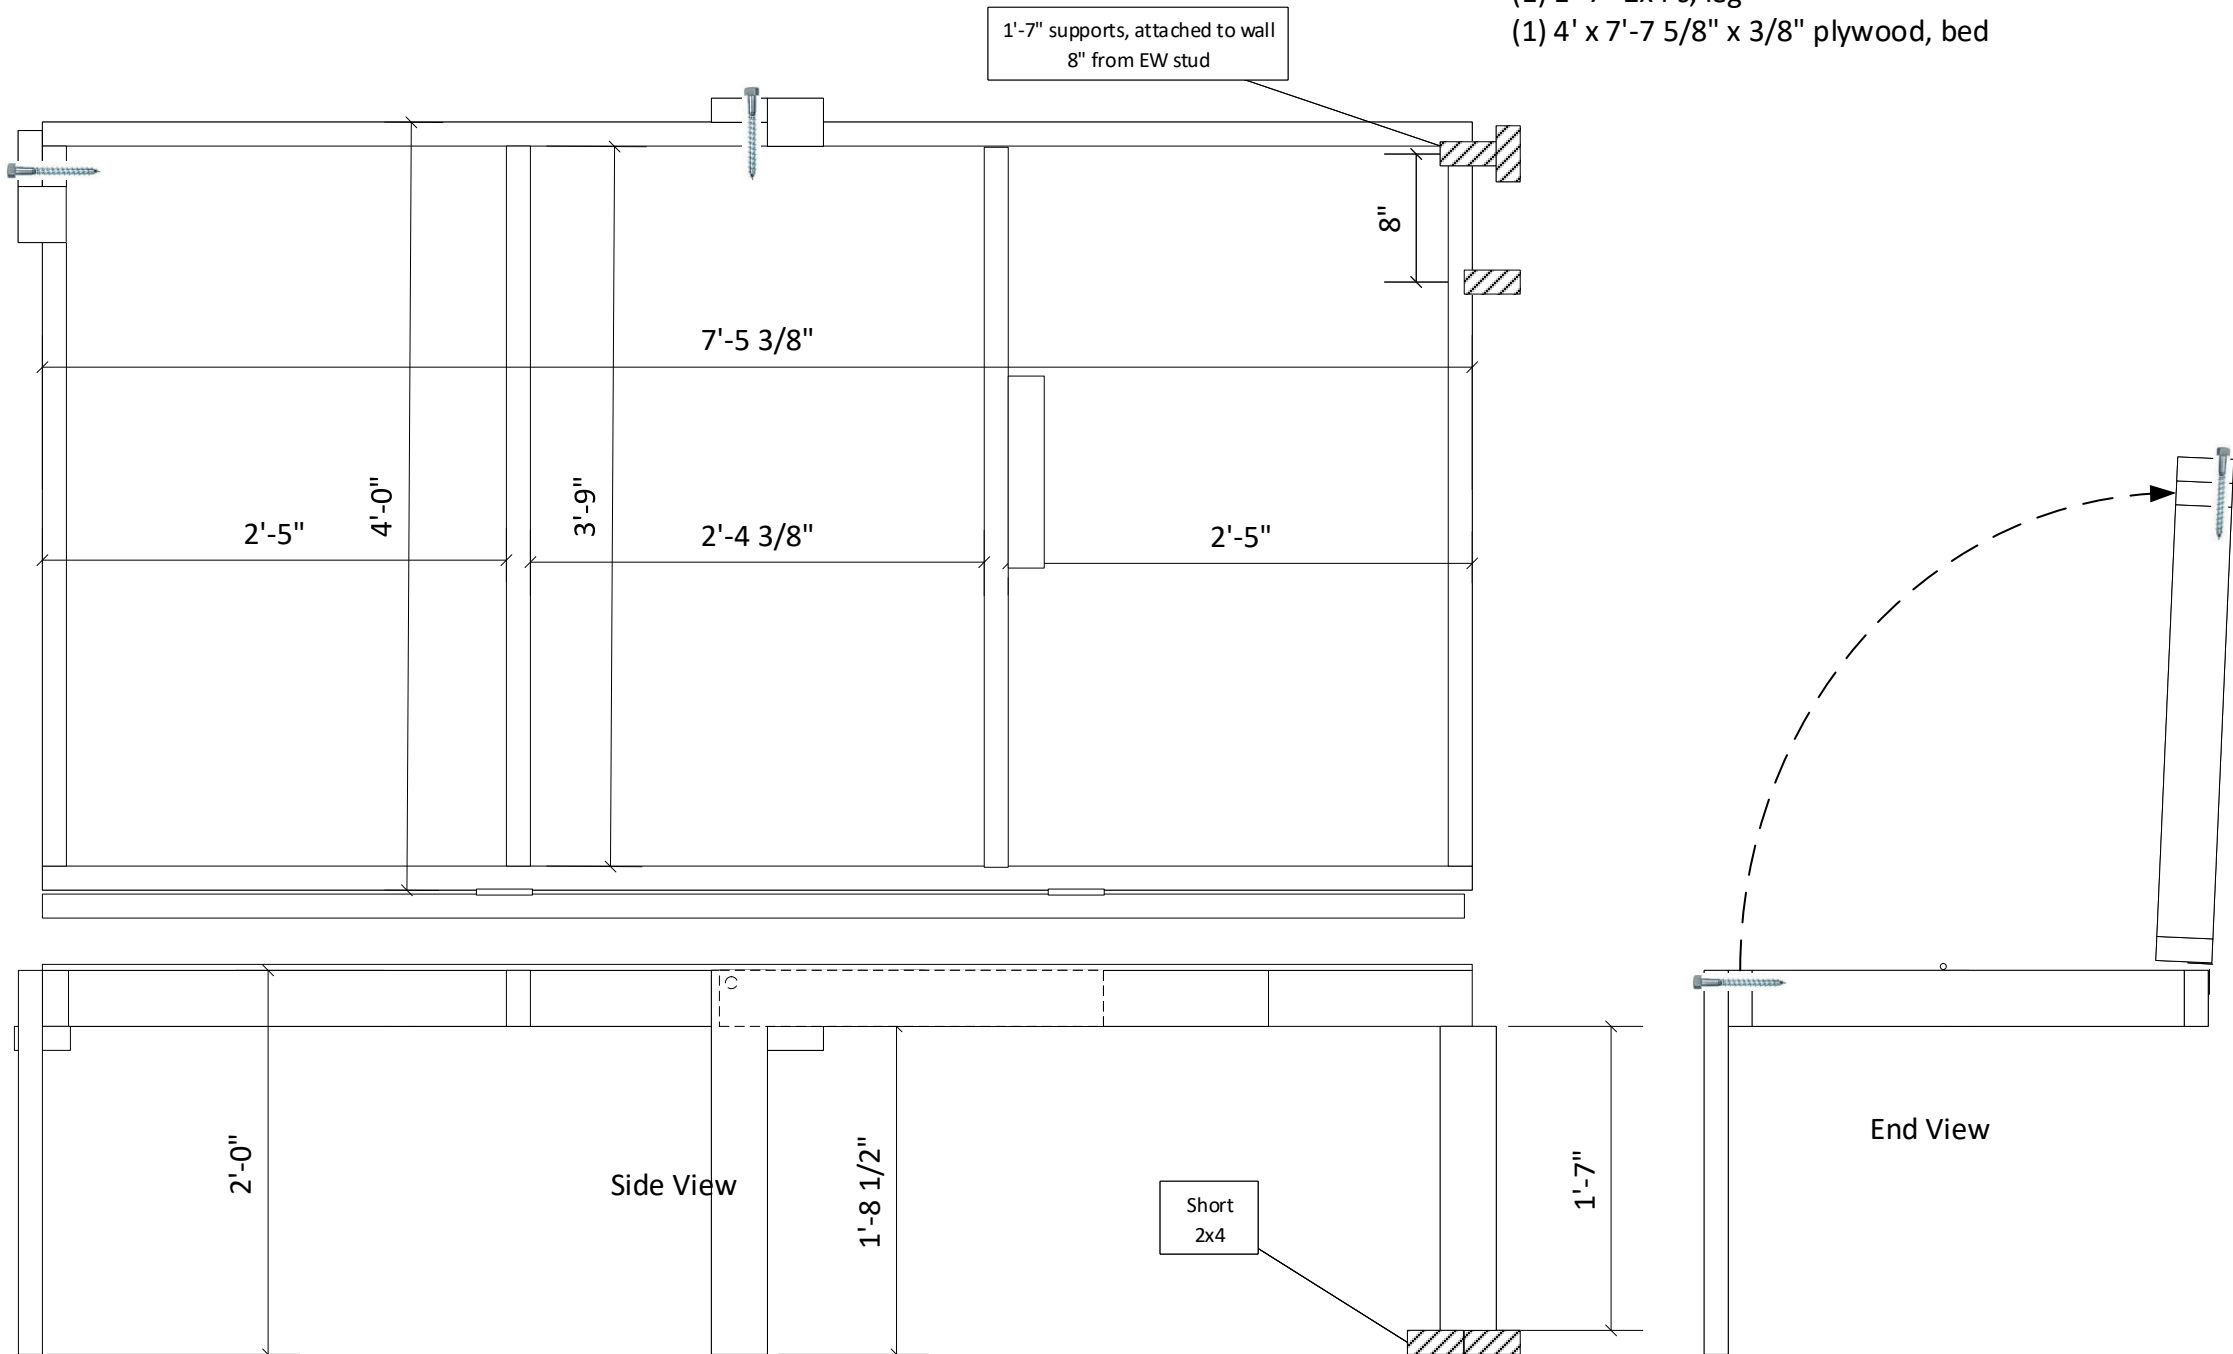 (1) 4' x 7'-7 5/8" x 3/8" plywood, bed
1'-7" supports, attached to wall
8" from EW stud
8"
7'-5 3/8"
4'-0"
3'-9"
2'-5"
2'-4 3/8"
2'-5"
2'-0"
Side View
1'-8 1/2"
Short
2x4
1'-7"
End View